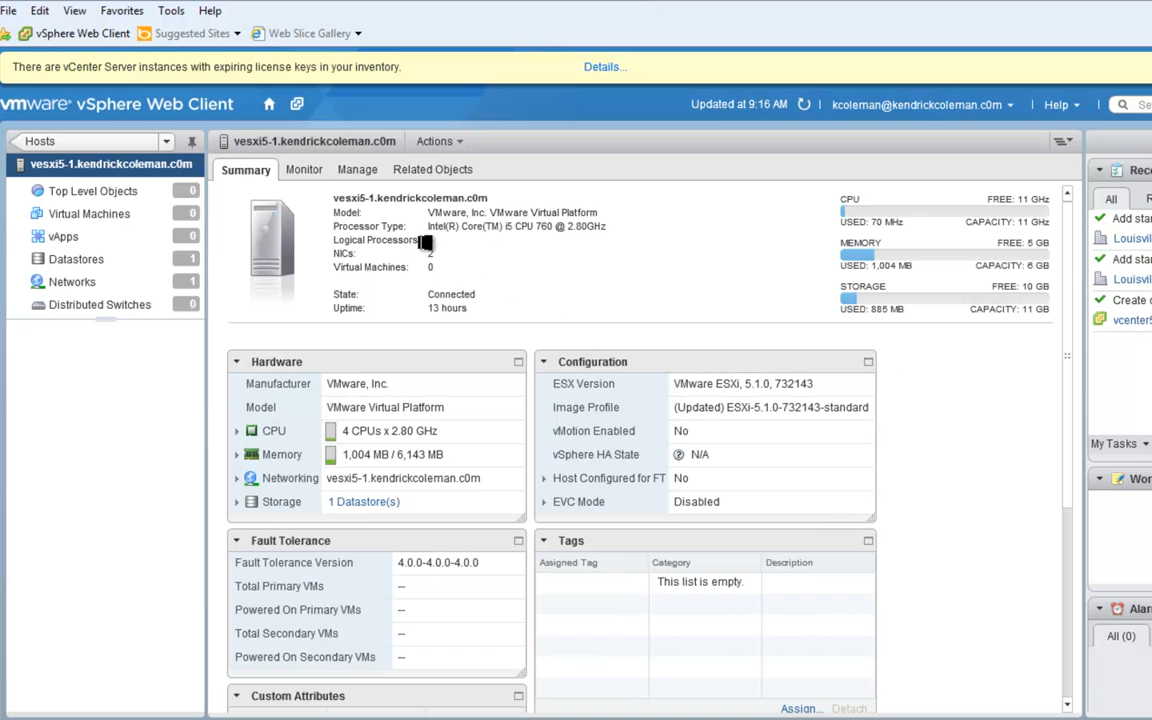 File Edit View Favorites Tools Help
vSphere Web Client Suggested Sites Web Slice Gallery
There are vCenter Server instances with expiring license keys in your inventory. Details...
vmware® vSphere Web Client Updated at 9:16 AM kcoleman@kendrickcoleman.c0m Help
Hosts
vesxi5-1.kendrickcoleman.c0m
Top Level Objects 0
Virtual Machines 0
vApps 0
Datastores 1
Networks 1
Distributed Switches 0
vesxi5-1.kendrickcoleman.c0m Actions
Summary Monitor Manage Related Objects
vesxi5-1.kendrickcoleman.c0m
Model: VMware, Inc. VMware Virtual Platform
Processor Type: Intel(R) Core(TM) i5 CPU 760 @ 2.80GHz
Logical Processors
NICs: 2
Virtual Machines: 0
State: Connected
Uptime: 13 hours
CPU FREE: 11 GHz
USED: 70 MHz CAPACITY: 11 GHz
MEMORY FREE: 5 GB
USED: 1,004 MB CAPACITY: 6 GB
STORAGE FREE: 10 GB
USED: 885 MB CAPACITY: 11 GB
Hardware
Manufacturer VMware, Inc.
Model VMware Virtual Platform
CPU 4 CPUs x 2.80 GHz
Memory 1,004 MB / 6,143 MB
Networking vesxi5-1.kendrickcoleman.c0m
Storage 1 Datastore(s)
Configuration
ESX Version VMware ESXi, 5.1.0, 732143
Image Profile (Updated) ESXi-5.1.0-732143-standard
vMotion Enabled No
vSphere HA State N/A
Host Configured for FT No
EVC Mode Disabled
Fault Tolerance
Fault Tolerance Version 4.0.0-4.0.0-4.0.0
Total Primary VMs --
Powered On Primary VMs --
Total Secondary VMs --
Powered On Secondary VMs --
Tags
Assigned Tag Category Description
This list is empty.
Assign... Detach...
Custom Attributes
All
Add
Add
Create
My Tasks
All (0)